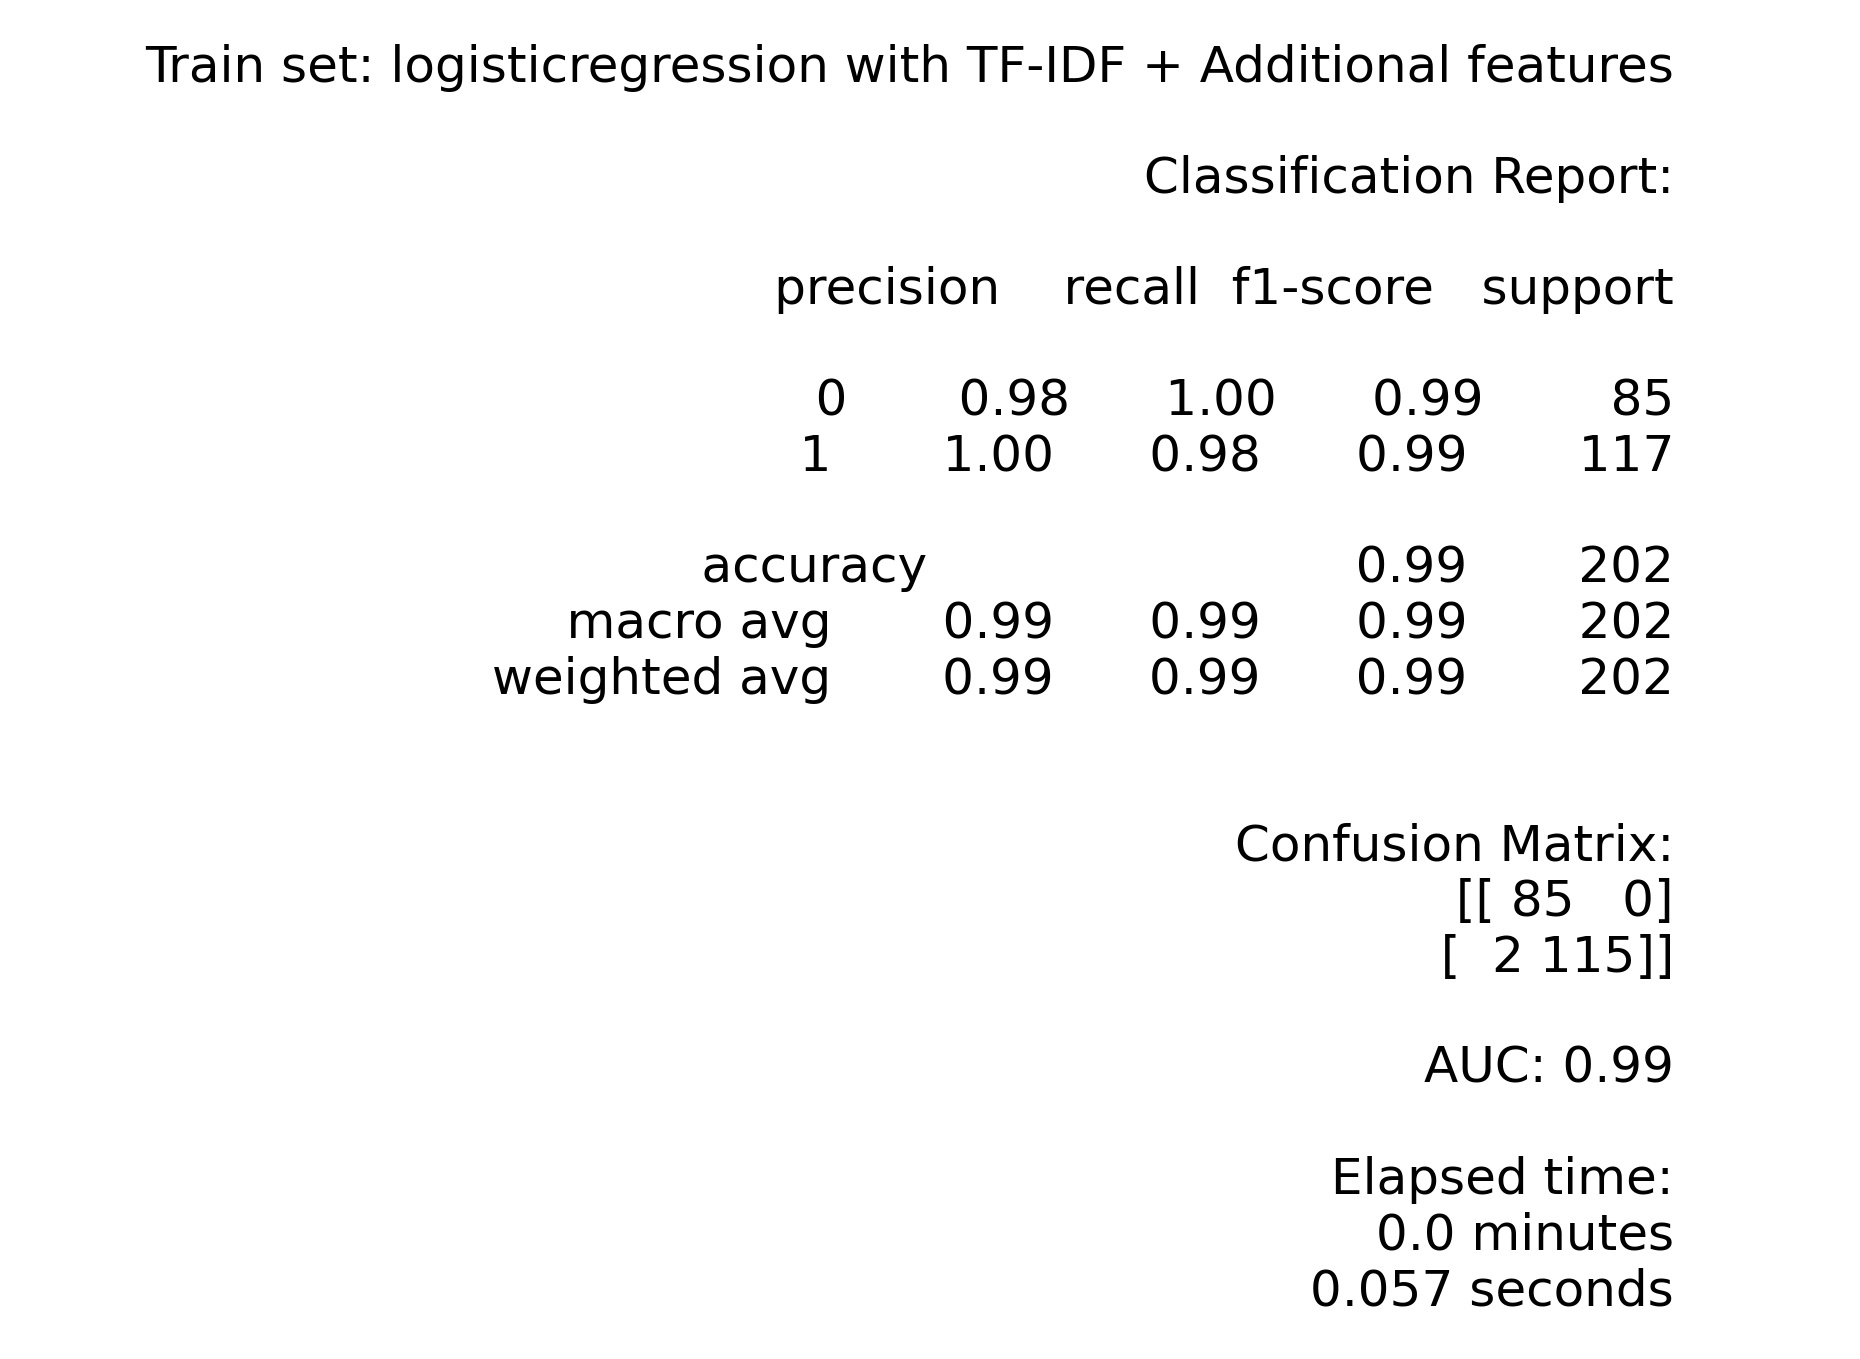 Train set: logisticregression with TF-IDF + Additional features
Classification Report:
precision recall f1-score support
0 0.98 1.00 0.99 85
1 1.00 0.98 0.99 117
accuracy 0.99 202
macro avg 0.99 0.99 0.99 202
weighted avg 0.99 0.99 0.99 202
Confusion Matrix:
[[ 85 0]
[ 2 115]]
AUC: 0.99
Elapsed time:
0.0 minutes
0.057 seconds